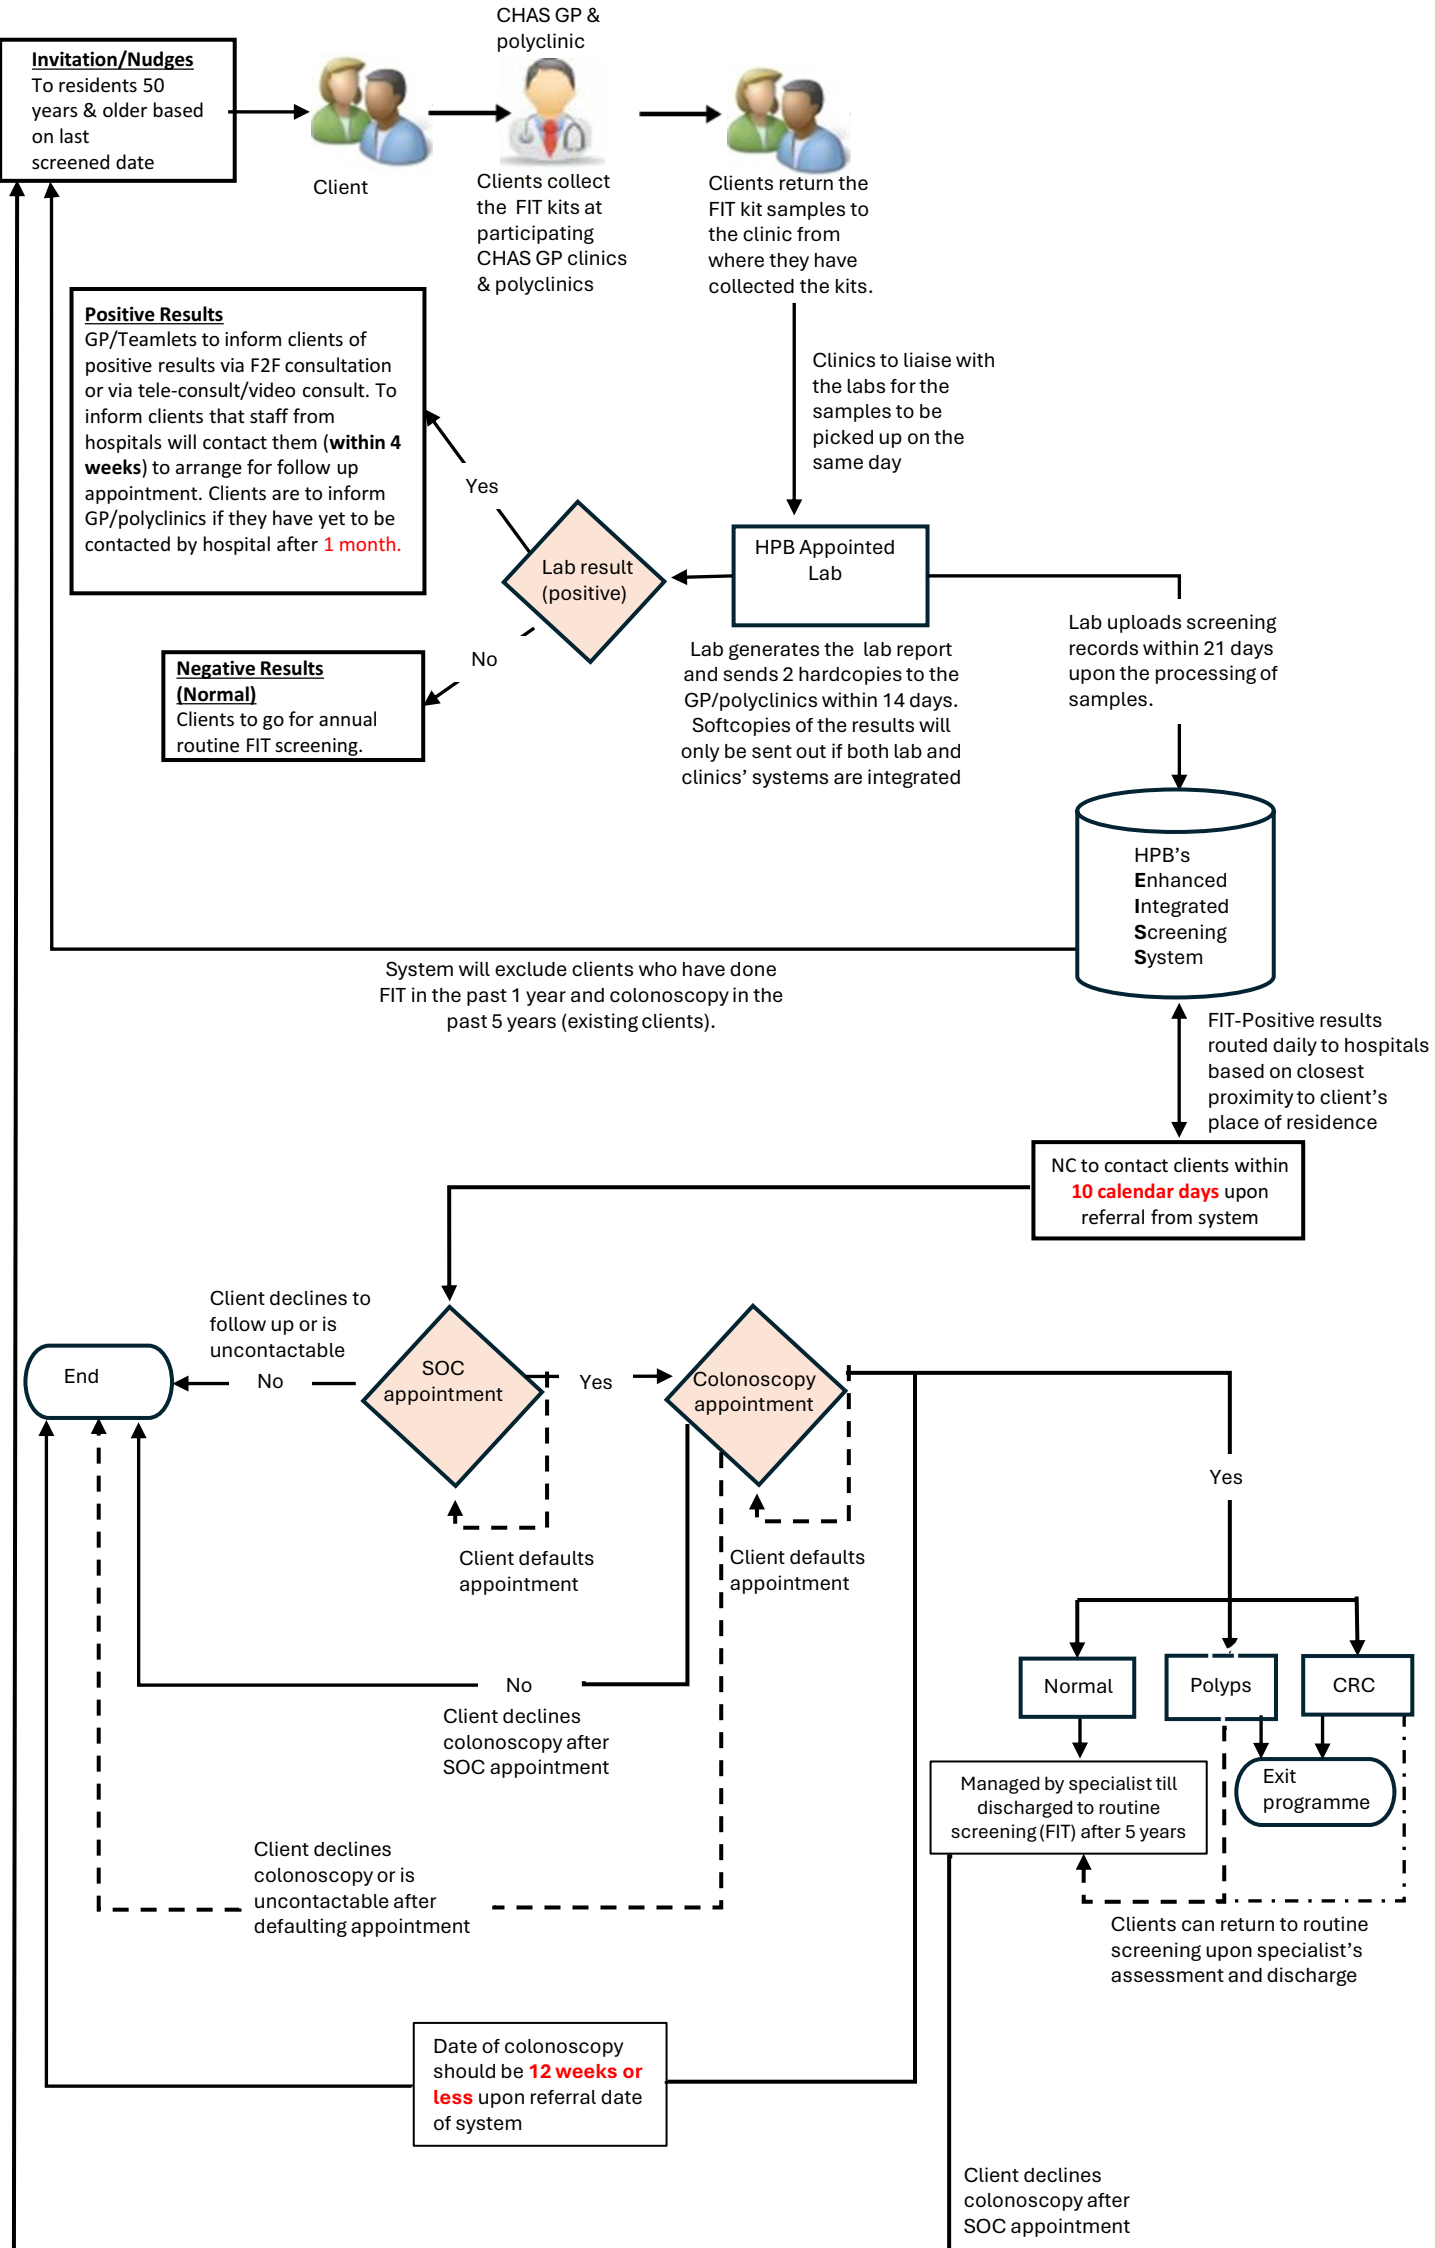 CHAS GP &
polyclinic
Invitation/Nudges
To residents 50
years & older based
on last
screened date
Client
Clients collect
the FIT kits at
participating
CHAS GP clinics
& polyclinics
Clients return the
FIT kit samples to
the clinic from
where they have
collected the kits.
Positive Results
GP/Teamlets to inform clients of
positive results via F2F consultation
or via tele-consult/video consult. To
inform clients that staff from
hospitals will contact them (within 4
weeks) to arrange for follow up
appointment. Clients are to inform
GP/polyclinics if they have yet to be
contacted by hospital after 1 month.
Clinics to liaise with
the labs for the
samples to be
picked up on the
same day
Yes
Lab result
(positive)
HPB Appointed
Lab
No
Negative Results
(Normal)
Clients to go for annual
routine FIT screening.
Lab generates the lab report
and sends 2 hardcopies to the
GP/polyclinics within 14 days.
Softcopies of the results will
only be sent out if both lab and
clinics’ systems are integrated
Lab uploads screening
records within 21 days
upon the processing of
samples.
HPB’s
Enhanced
Integrated
Screening
System
System will exclude clients who have done
FIT in the past 1 year and colonoscopy in the
past 5 years (existing clients).
FIT-Positive results
routed daily to hospitals
based on closest
proximity to client’s
place of residence
NC to contact clients within
10 calendar days upon
referral from system
Client declines to
follow up or is
uncontactable
End
No
SOC
appointment
Yes
Colonoscopy
appointment
Yes
Client defaults
appointment
Client defaults
appointment
No
Client declines
colonoscopy after
SOC appointment
Normal
Polyps
CRC
Managed by specialist till
discharged to routine
screening (FIT) after 5 years
Exit
programme
Client declines
colonoscopy or is
uncontactable after
defaulting appointment
Clients can return to routine
screening upon specialist’s
assessment and discharge
Date of colonoscopy
should be 12 weeks or
less upon referral date
of system
Client declines
colonoscopy after
SOC appointment